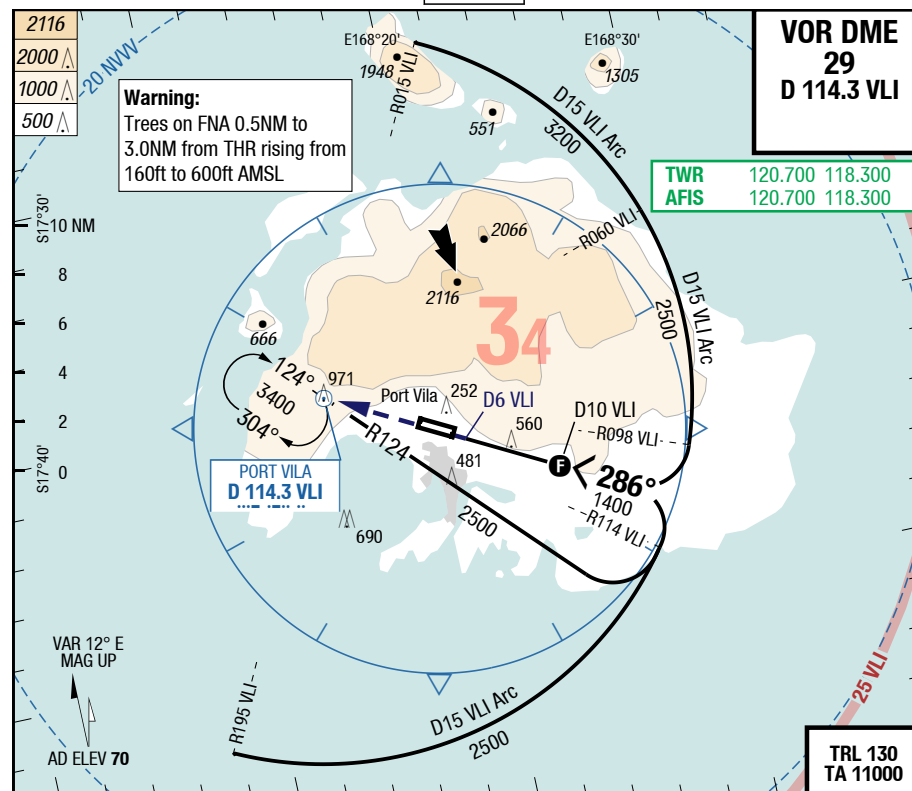 2116
2000
1000
500
20 NVVV
Warning:
Trees on FNA 0.5NM to
3.0NM from THR rising from
160ft to 600ft AMSL
E168°20'
1948
R015 VLI
E168°30'
1305
551
VOR DME
29
D 114.3 VLI
TWR 120.700 118.300
AFIS 120.700 118.300
D15 VLI Arc
3200
R060 VLI
D15 VLI Arc
2500
S17°30'
10 NM
8
6
4
2
0
S17°40'
2066
2116
34
666
124°
3400
304°
971
Port Vila
252
D6 VLI
560
D10 VLI
R098 VLI
F
286°
1400
R114 VLI
R124
2500
481
PORT VILA
D 114.3 VLI
690
VAR 12° E
MAG UP
AD ELEV 70
R195 VLI
D15 VLI Arc
2500
25 VLI
TRL 130
TA 11000